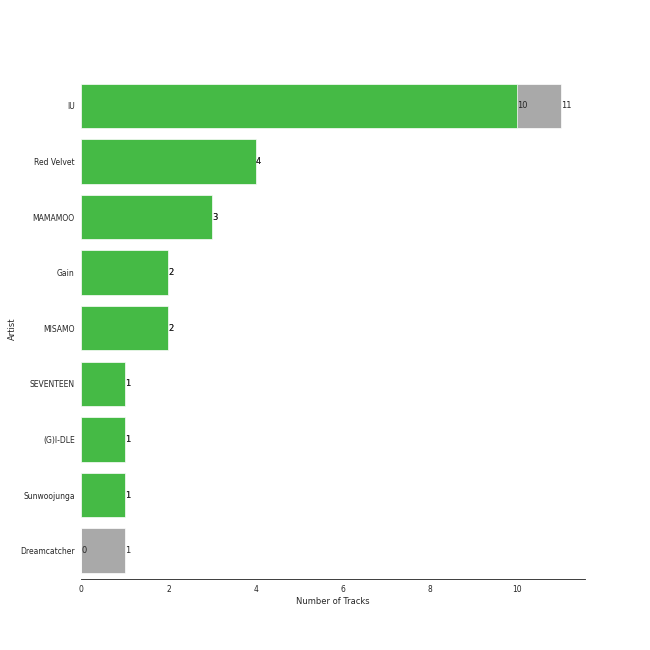 IU 10 11
Red Velvet 4
MAMAMOO 3
Gain 2
MISAMO 2
SEVENTEEN 1
(G)I-DLE 1
Sunwoojunga 1
Dreamcatcher 0 1
Artist
0 2 4 6 8 10
Number of Tracks